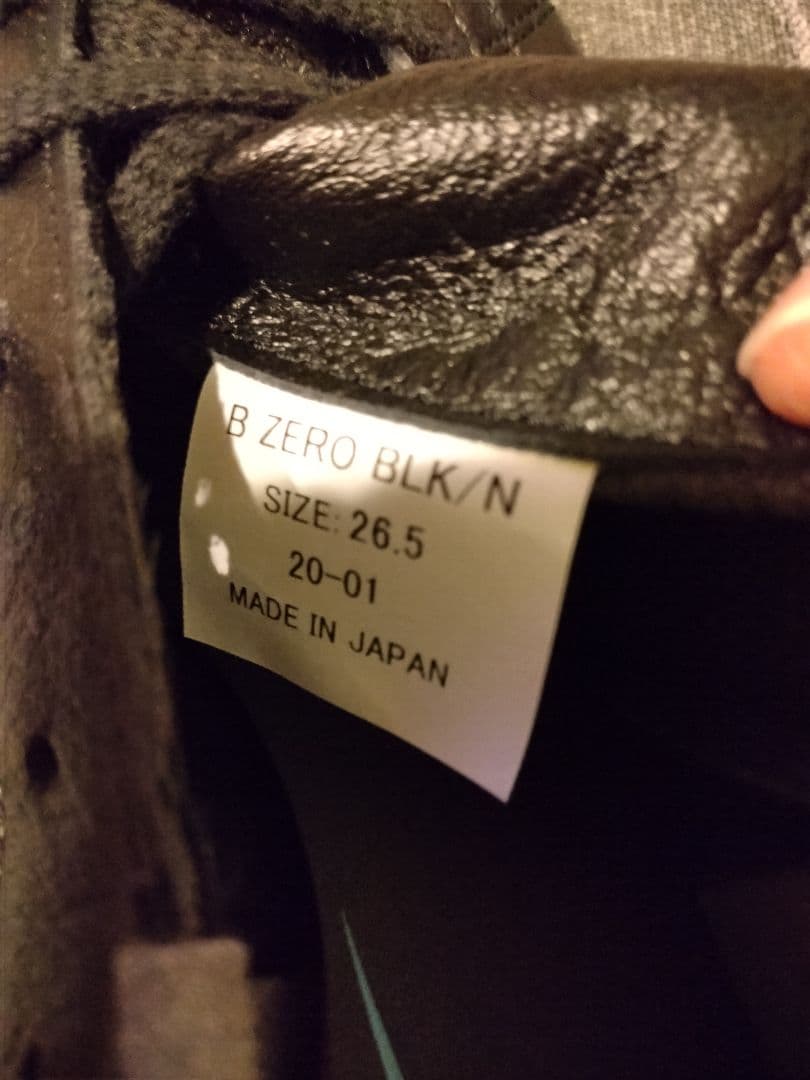 B ZERO BLK/N
SIZE: 26.5
20-01
MADE IN JAPAN